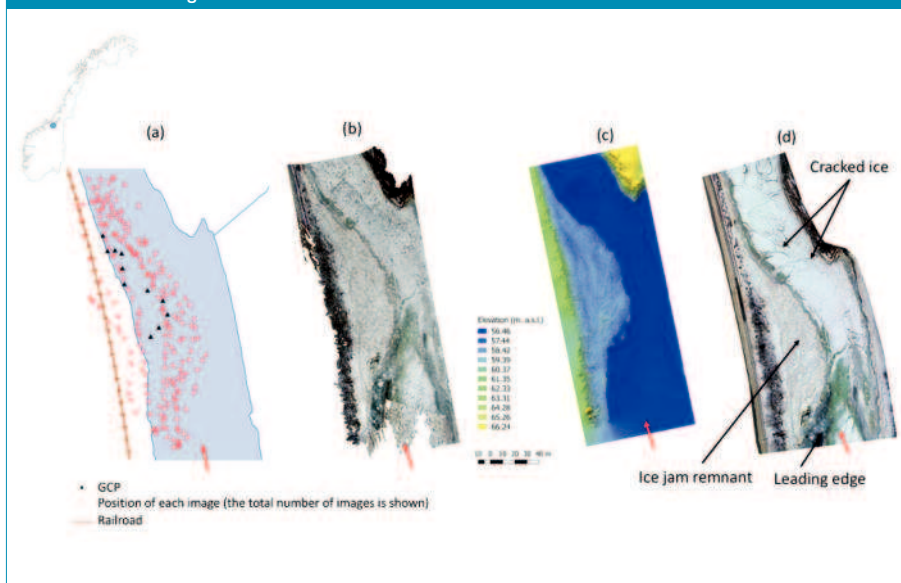 (a)
(b)
(c)
(d)
Cracked ice
Elevation (m. a.s.l.)
56.46
57.44
58.42
59.39
60.37
61.35
62.33
63.31
64.28
65.26
66.24
10 0 10 20 30 40 m
Ice jam remnant
Leading edge
GCP
Position of each image (the total number of images is shown)
Railroad